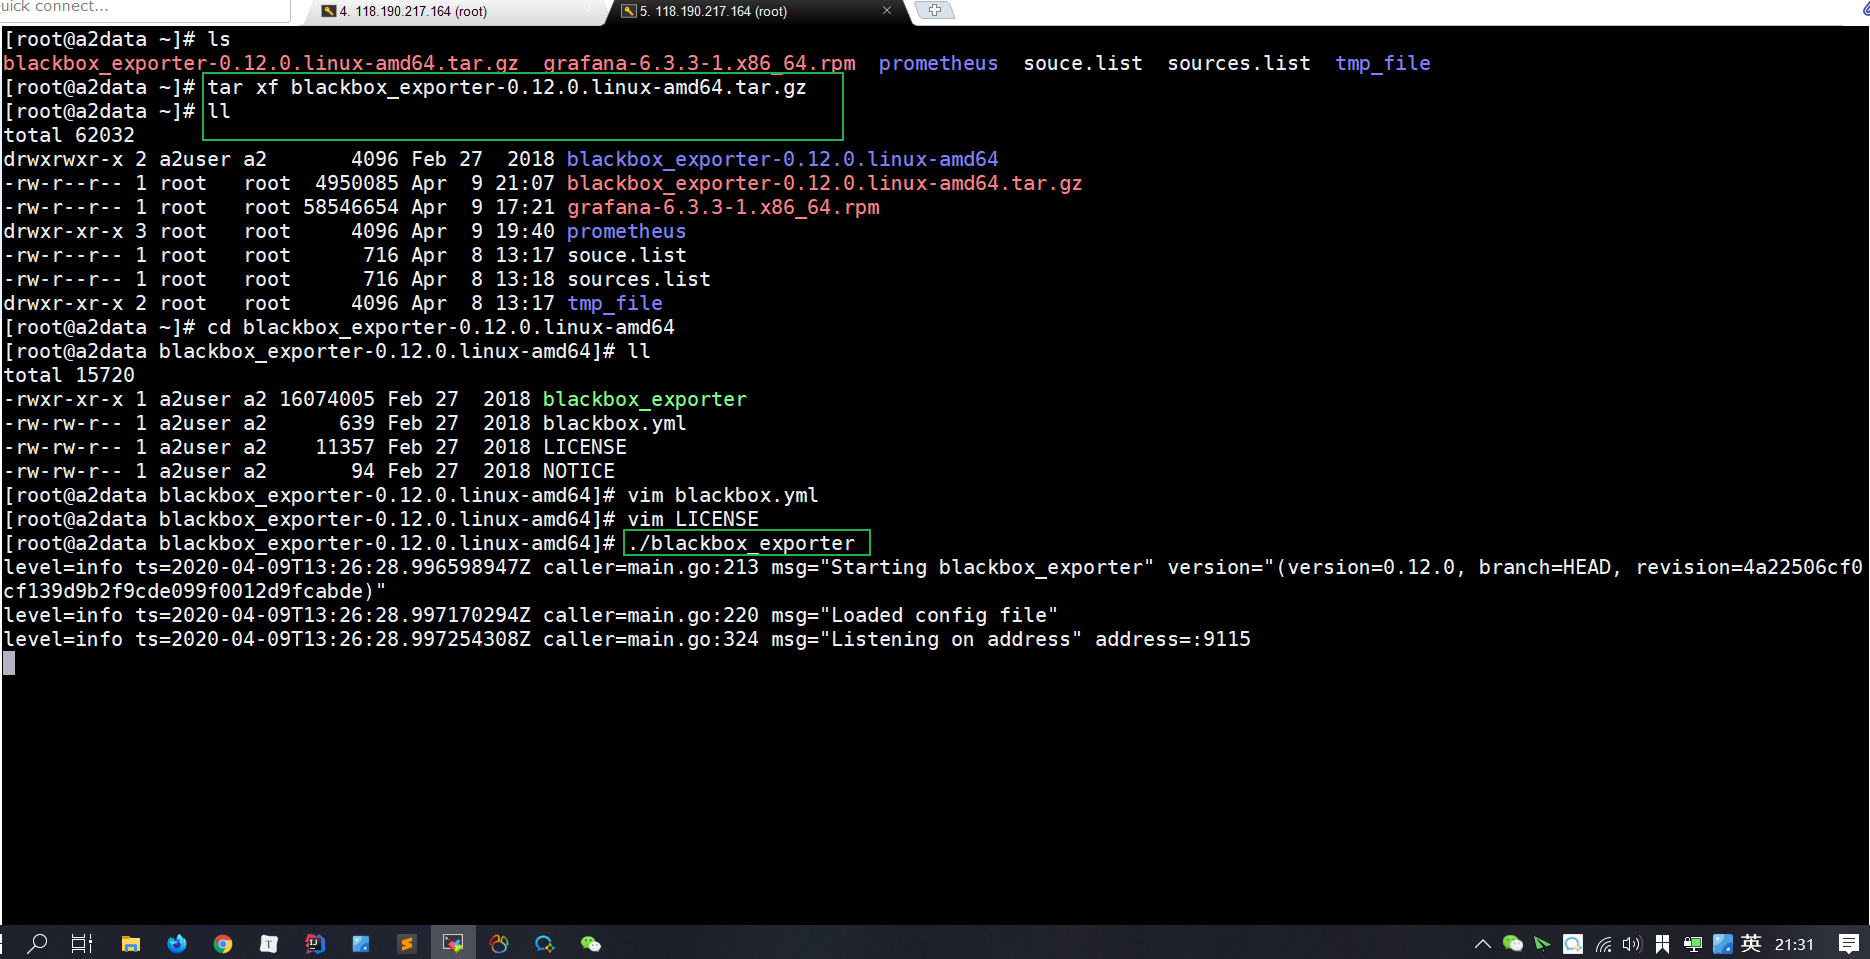 uick connect...
4. 118.190.217.164 (root)
5. 118.190.217.164 (root)
[root@a2data ~]# ls
blackbox_exporter-0.12.0.linux-amd64.tar.gz  grafana-6.3.3-1.x86_64.rpm  prometheus  souce.list  sources.list  tmp_file
[root@a2data ~]# tar xf blackbox_exporter-0.12.0.linux-amd64.tar.gz
[root@a2data ~]# ll
total 62032
drwxrwxr-x 2 a2user a2       4096 Feb 27  2018 blackbox_exporter-0.12.0.linux-amd64
-rw-r--r-- 1 root   root  4950085 Apr  9 21:07 blackbox_exporter-0.12.0.linux-amd64.tar.gz
-rw-r--r-- 1 root   root 58546654 Apr  9 17:21 grafana-6.3.3-1.x86_64.rpm
drwxr-xr-x 3 root   root     4096 Apr  9 19:40 prometheus
-rw-r--r-- 1 root   root      716 Apr  8 13:17 souce.list
-rw-r--r-- 1 root   root      716 Apr  8 13:18 sources.list
drwxr-xr-x 2 root   root     4096 Apr  8 13:17 tmp_file
[root@a2data ~]# cd blackbox_exporter-0.12.0.linux-amd64
[root@a2data blackbox_exporter-0.12.0.linux-amd64]# ll
total 15720
-rwxr-xr-x 1 a2user a2 16074005 Feb 27  2018 blackbox_exporter
-rw-rw-r-- 1 a2user a2      639 Feb 27  2018 blackbox.yml
-rw-rw-r-- 1 a2user a2    11357 Feb 27  2018 LICENSE
-rw-rw-r-- 1 a2user a2       94 Feb 27  2018 NOTICE
[root@a2data blackbox_exporter-0.12.0.linux-amd64]# vim blackbox.yml
[root@a2data blackbox_exporter-0.12.0.linux-amd64]# vim LICENSE
[root@a2data blackbox_exporter-0.12.0.linux-amd64]# ./blackbox_exporter
level=info ts=2020-04-09T13:26:28.996598947Z caller=main.go:213 msg="Starting blackbox_exporter" version="(version=0.12.0, branch=HEAD, revision=4a22506cf0
cf139d9b2f9cde099f0012d9fcabde)"
level=info ts=2020-04-09T13:26:28.997170294Z caller=main.go:220 msg="Loaded config file"
level=info ts=2020-04-09T13:26:28.997254308Z caller=main.go:324 msg="Listening on address" address=:9115
英 21:31